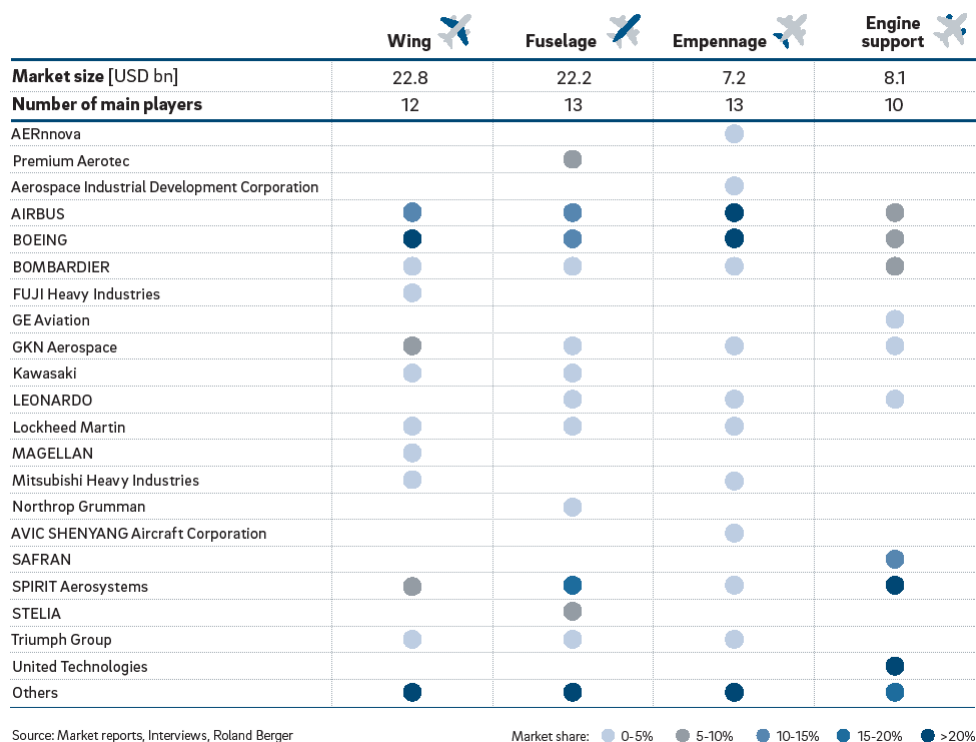 Wing Fuselage Empennage Engine support
Market size [USD bn] 22.8 22.2 7.2 8.1
Number of main players 12 13 13 10
AERnnova
Premium Aerotec
Aerospace Industrial Development Corporation
AIRBUS
BOEING
BOMBARDIER
FUJI Heavy Industries
GE Aviation
GKN Aerospace
Kawasaki
LEONARDO
Lockheed Martin
MAGELLAN
Mitsubishi Heavy Industries
Northrop Grumman
AVIC SHENYANG Aircraft Corporation
SAFRAN
SPIRIT Aerosystems
STELIA
Triumph Group
United Technologies
Others
Source: Market reports, Interviews, Roland Berger Market share: 0-5% 5-10% 10-15% 15-20% >20%